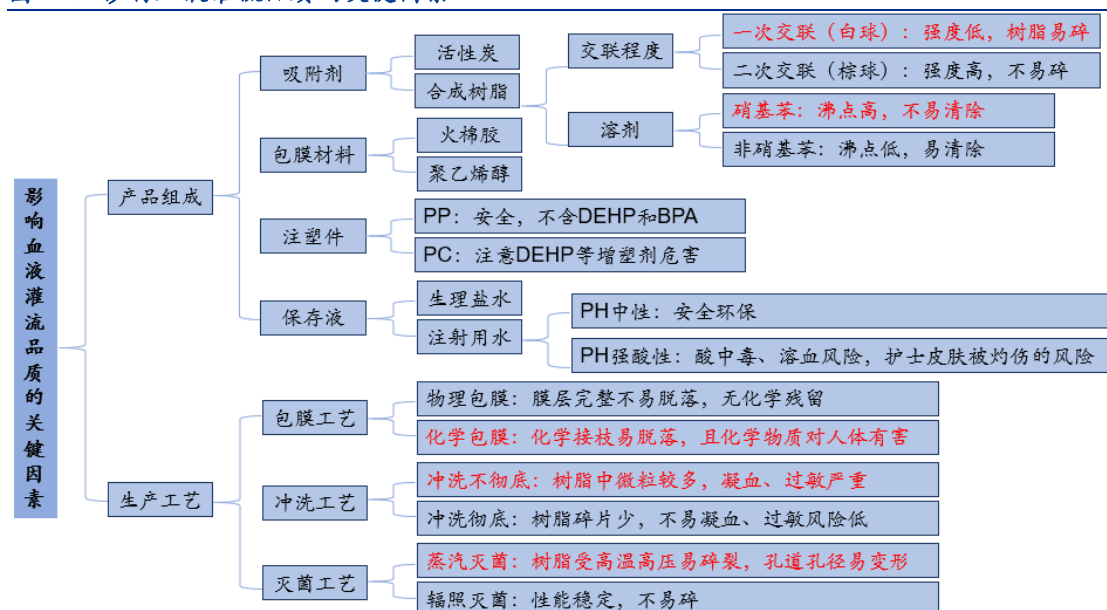 影响血液灌流品质的关键因素
产品组成
吸附剂
活性炭
合成树脂
交联程度
一次交联（白球）：强度低，树脂易碎
二次交联（棕球）：强度高，不易碎
溶剂
硝基苯：沸点高，不易清除
非硝基苯：沸点低，易清除
包膜材料
火棉胶
聚乙烯醇
注塑件
PP：安全，不含DEHP和BPA
PC：注意DEHP等增塑剂危害
保存液
生理盐水
注射用水
PH中性：安全环保
PH强酸性：酸中毒、溶血风险，护士皮肤被灼伤的风险
生产工艺
包膜工艺
物理包膜：膜层完整不易脱落，无化学残留
化学包膜：化学接枝易脱落，且化学物质对人体有害
冲洗工艺
冲洗不彻底：树脂中微粒较多，凝血、过敏严重
冲洗彻底：树脂碎片少，不易凝血、过敏风险低
灭菌工艺
蒸汽灭菌：树脂受高温高压易碎裂，孔道孔径易变形
辐照灭菌：性能稳定，不易碎